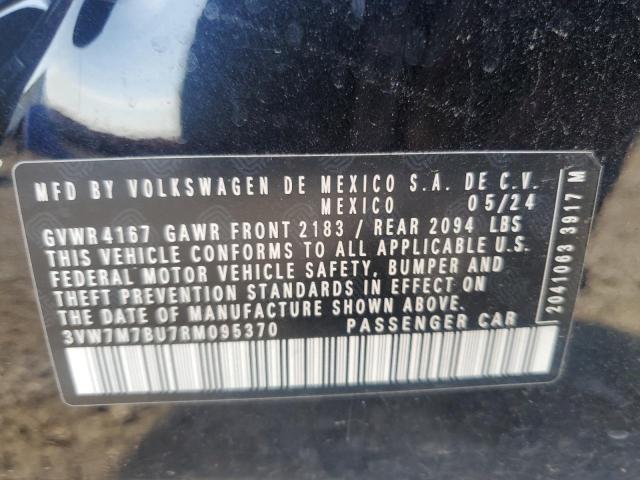 MFD BY VOLKSWAGEN DE MEXICO S.A. DE C.V.
MEXICO 05/24
GVWR 4167 GAWR FRONT 2183 / REAR 2094 LBS
THIS VEHICLE CONFORMS TO ALL APPLICABLE U.S.
FEDERAL MOTOR VEHICLE SAFETY, BUMPER AND
THEFT PREVENTION STANDARDS IN EFFECT ON
THE DATE OF MANUFACTURE SHOWN ABOVE.
3VW7M7BU7RM095370 PASSENGER CAR
2041063 3917 M